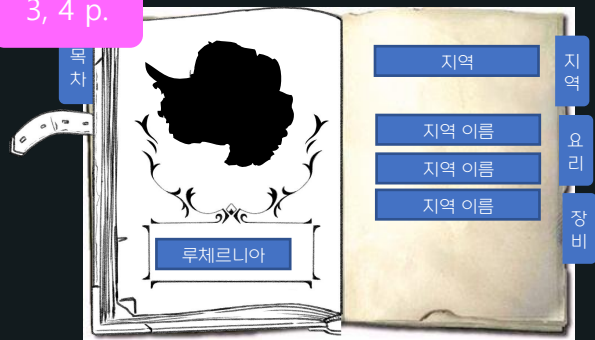 3, 4 p.
목차
루체르니아
지역
지역 이름
지역 이름
지역 이름
지역
요리
장비